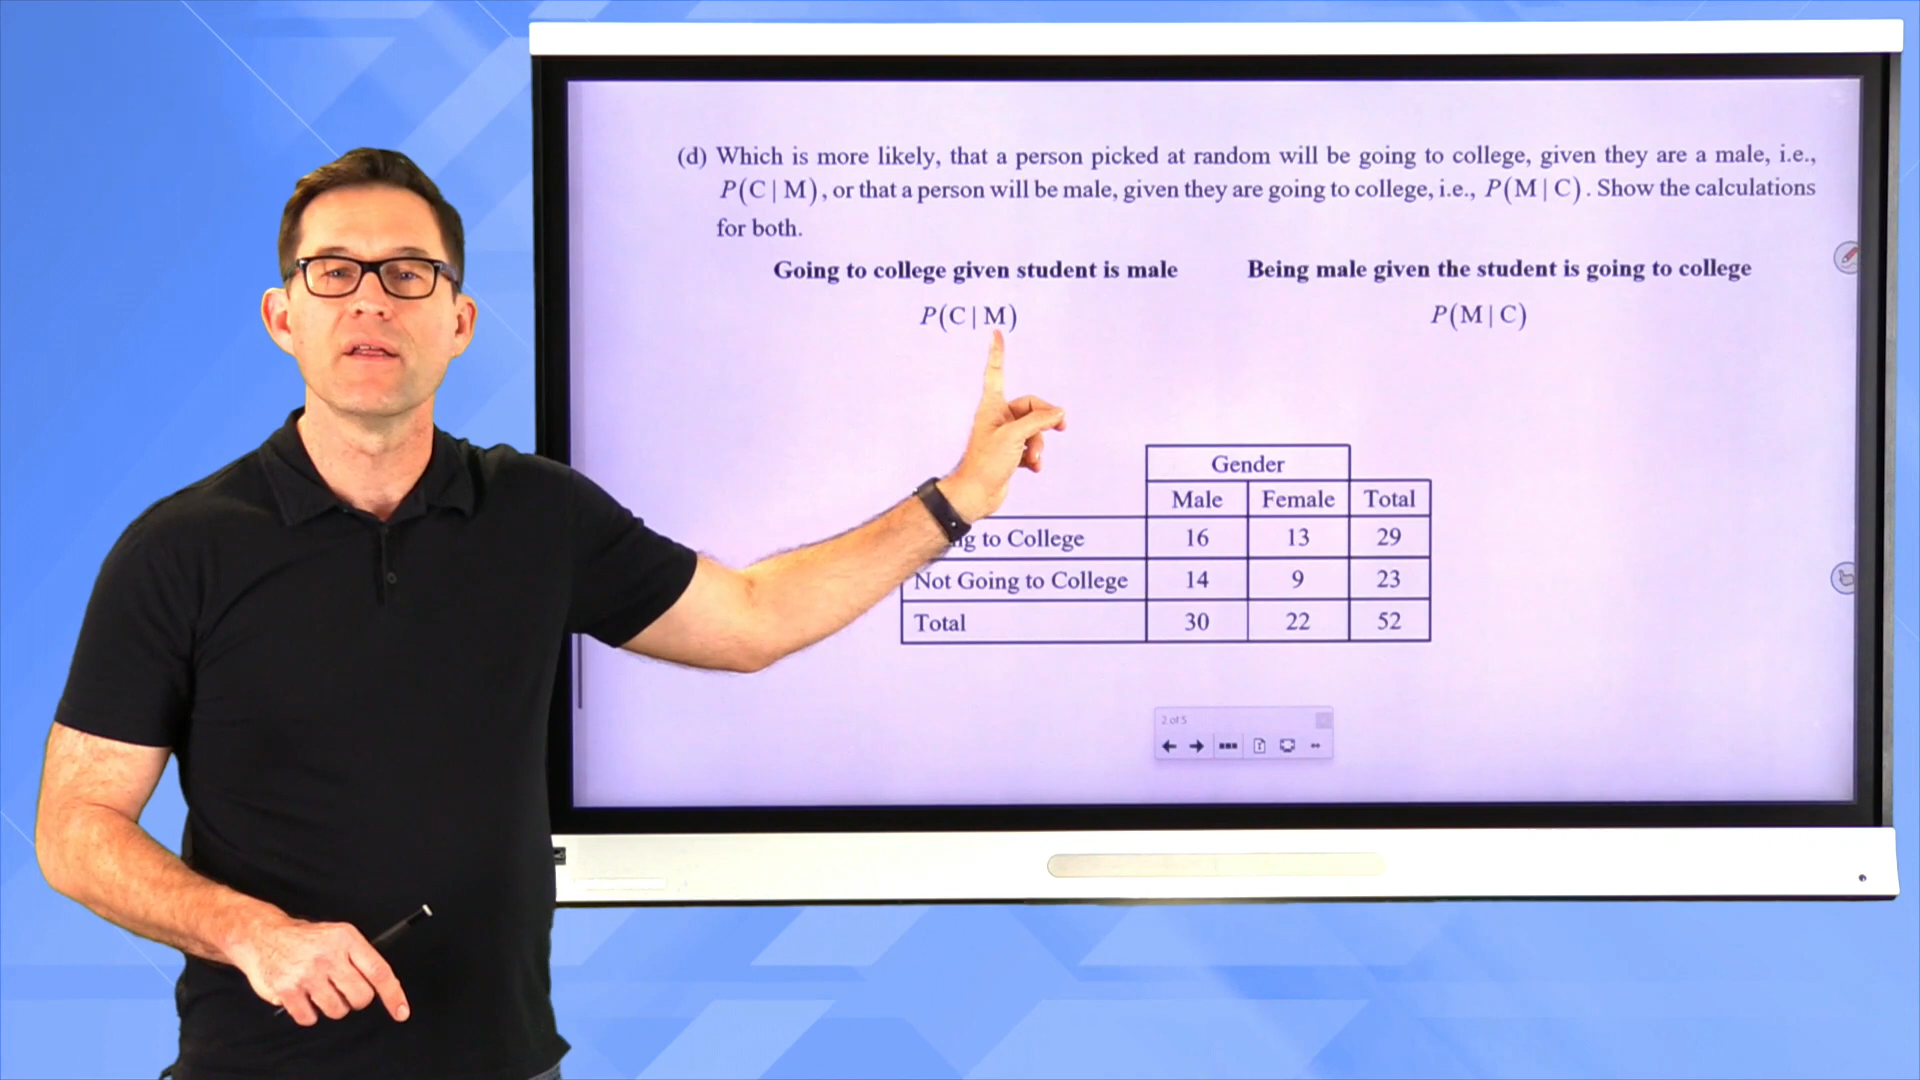 (d) Which is more likely, that a person picked at random will be going to college, given they are a male, i.e.,
P(C | M), or that a person will be male, given they are going to college, i.e., P(M | C). Show the calculations
for both.
Going to college given student is male
Being male given the student is going to college
P(C | M)
P(M | C)
Gender
Male Female Total
to College 16 13 29
Not Going to College 14 9 23
Total 30 22 52
2 of 5